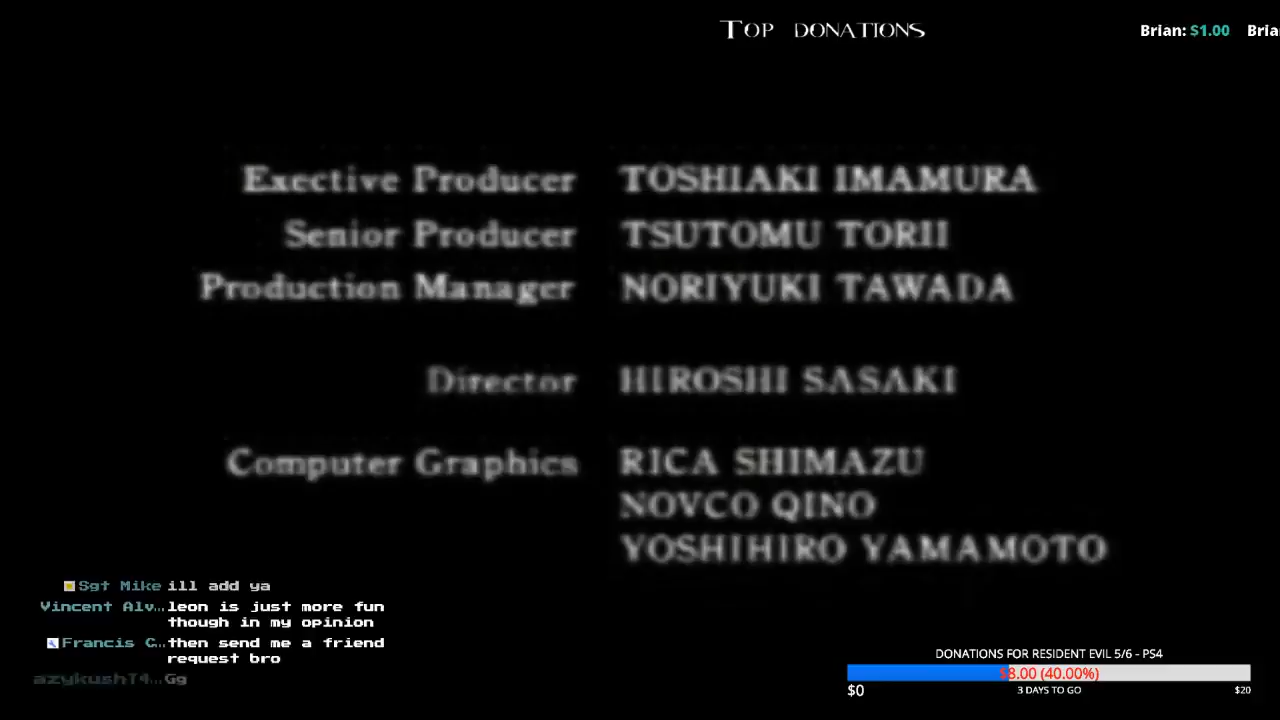 TOP DONATIONS
Brian: $1.00 Bria
Exective Producer TOSHIAKI IMAMURA
Senior Producer TSUTOMU TORII
Production Manager NORIYUKI TAWADA
Director HIROSHI SASAKI
Computer Graphics RICA SHIMAZU
NOVCO QINO
YOSHIHIRO YAMAMOTO
Sgt Mike ill add ya
Vincent Alv... leon is just more fun
though in my opinion
Francis C... then send me a friend
request bro
azykushT4... Gg
DONATIONS FOR RESIDENT EVIL 5/6 - PS4
$8.00 (40.00%)
$0 3 DAYS TO GO $20